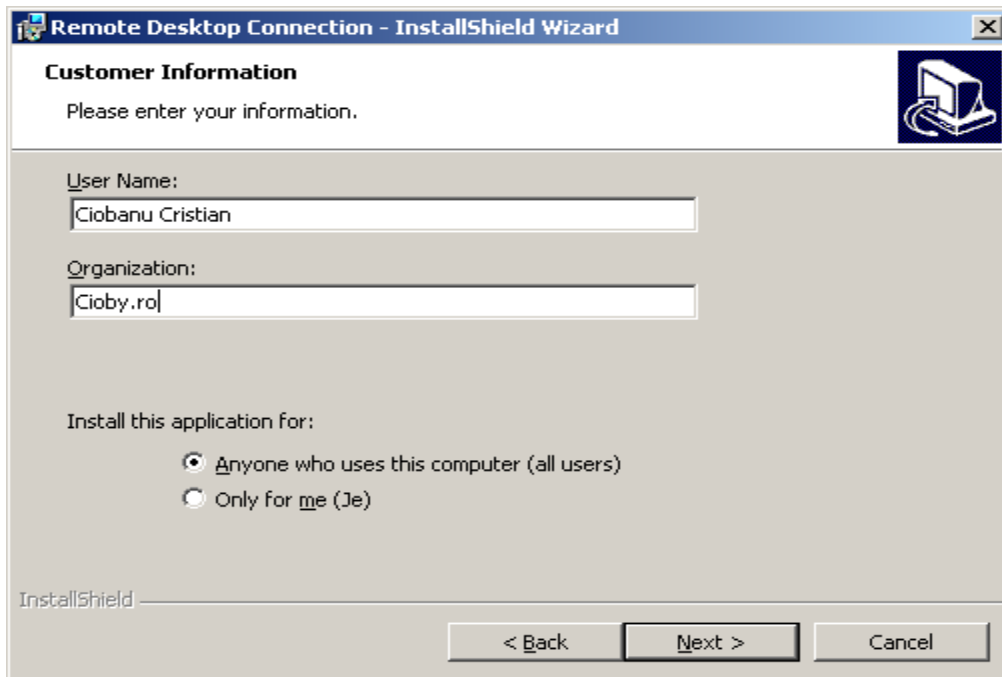 Remote Desktop Connection - InstallShield Wizard
Customer Information
Please enter your information.
User Name:
Ciobanu Cristian
Organization:
Cioby.ro
Install this application for:
Anyone who uses this computer (all users)
Only for me (Je)
InstallShield
< Back Next > Cancel